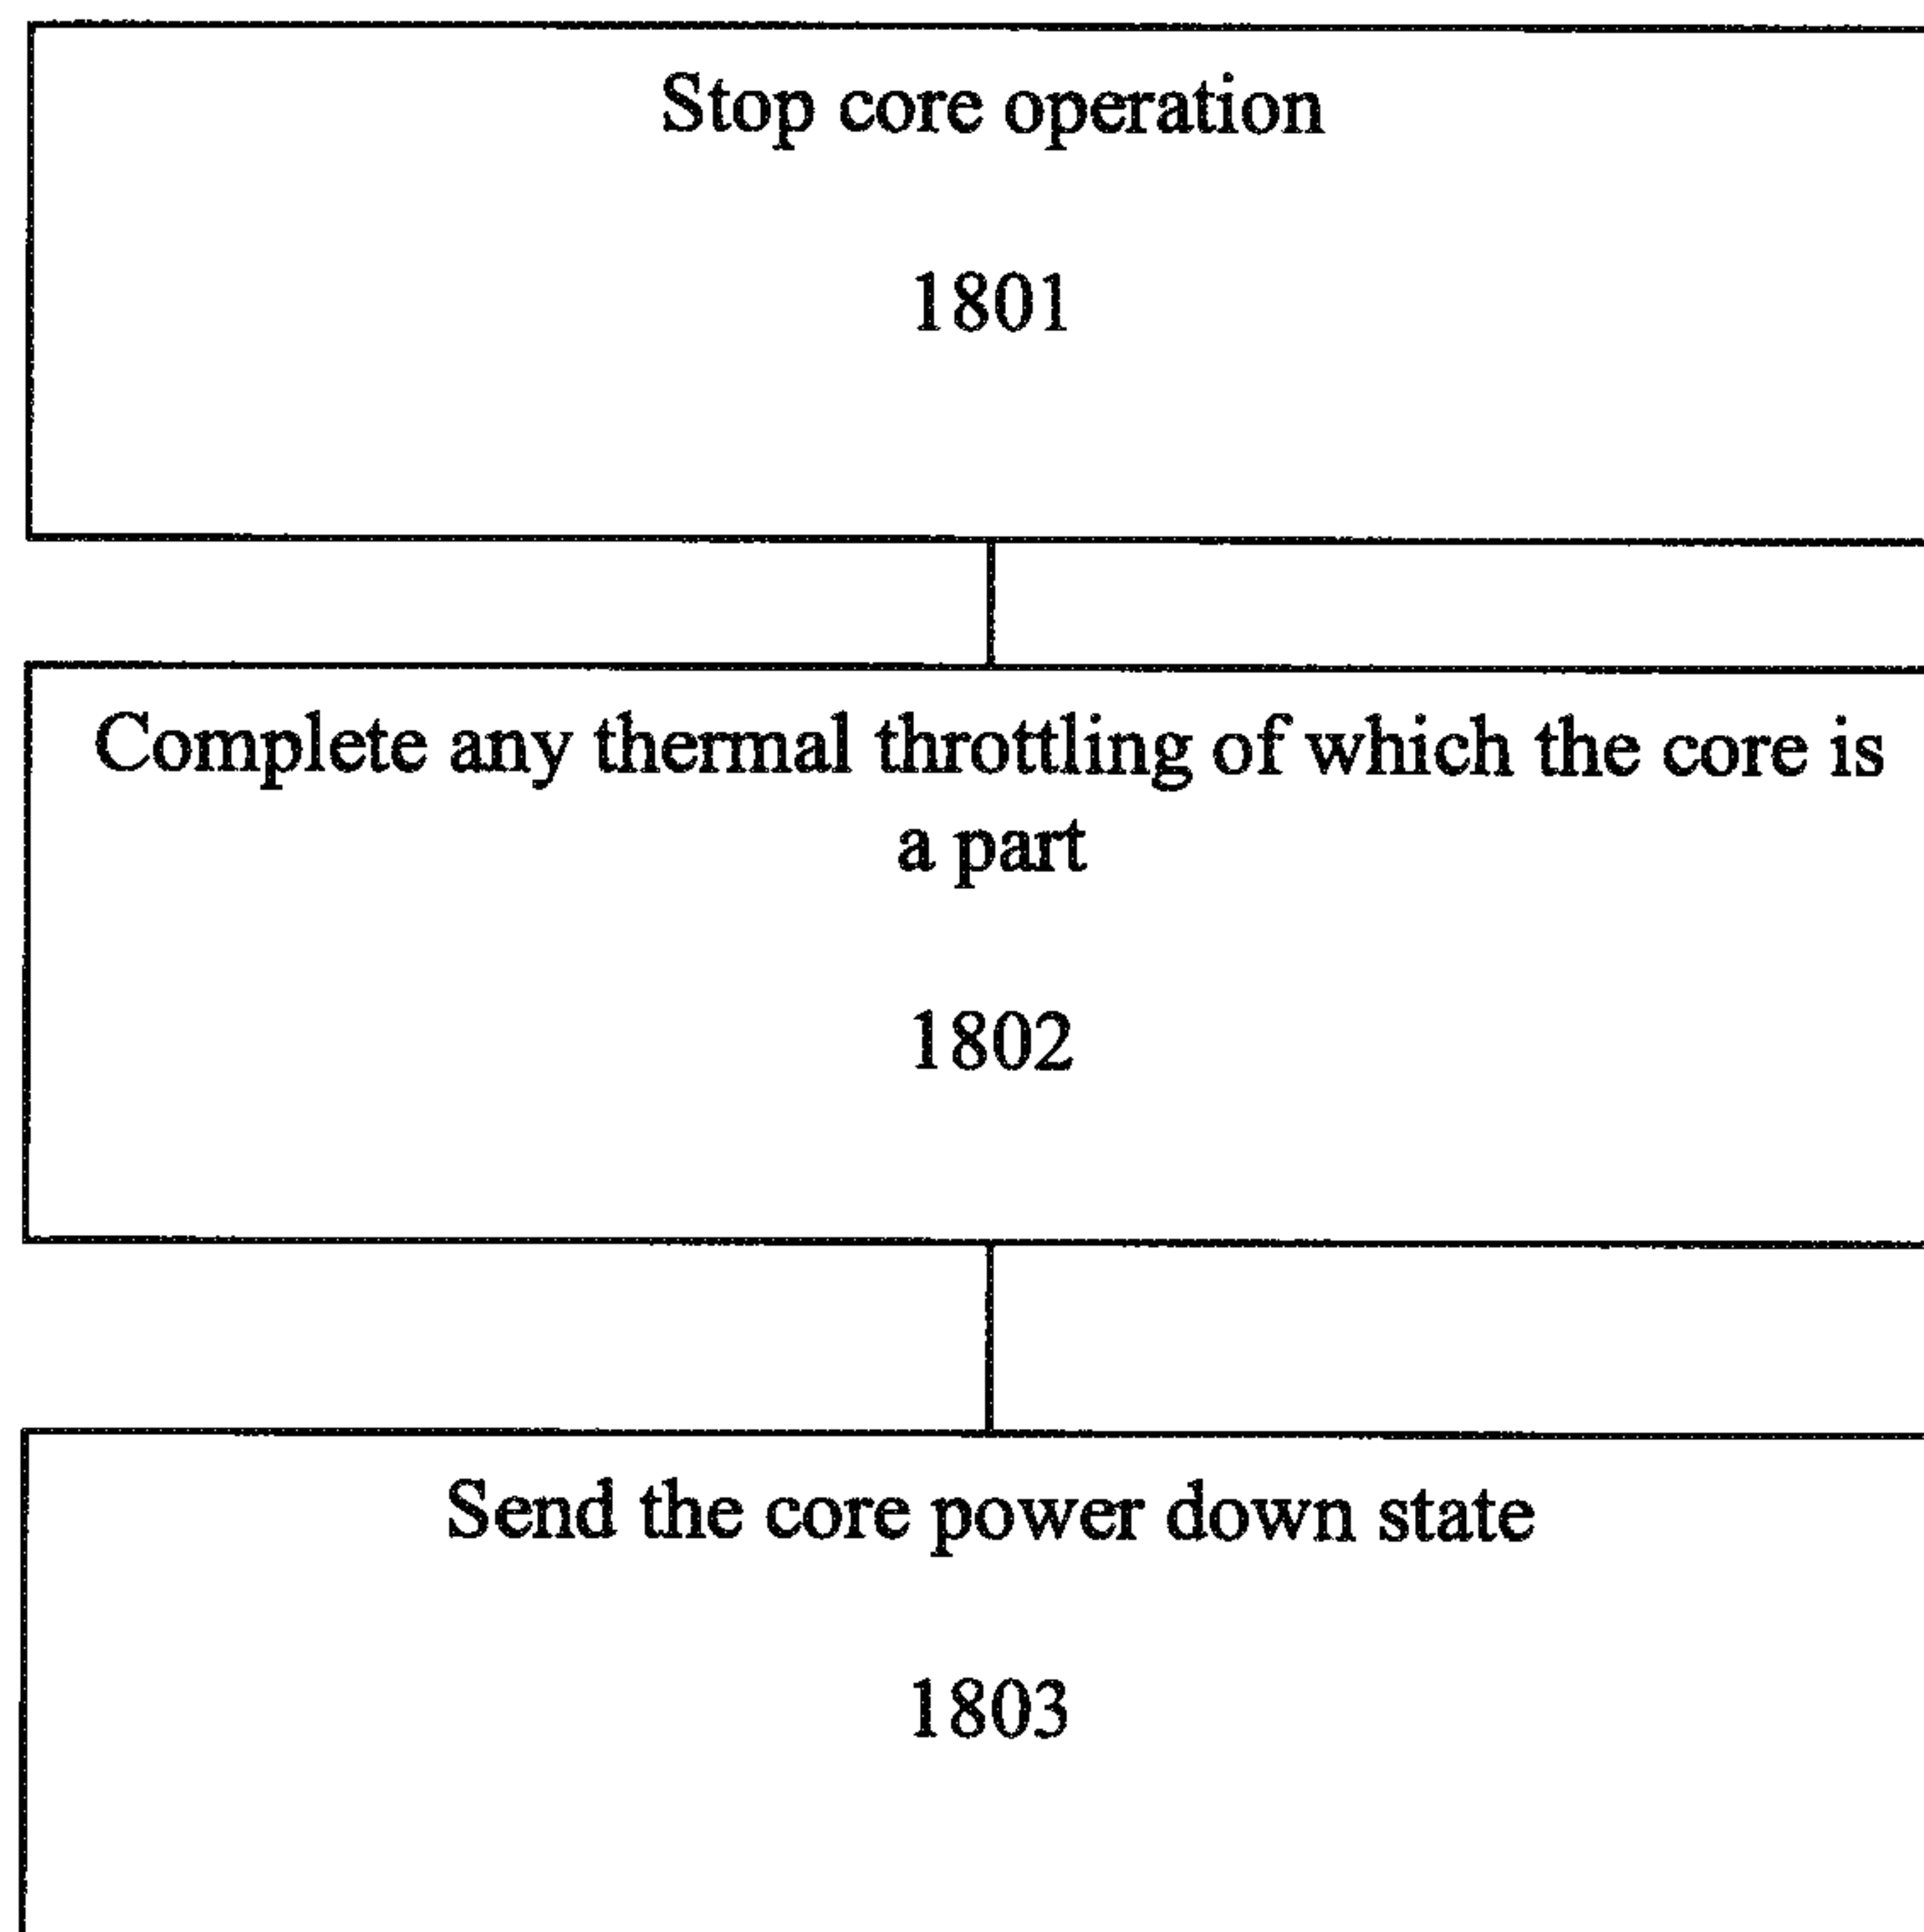 Stop core operation
1801
Complete any thermal throttling of which the core is
a part
1802
Send the core power down state
1803